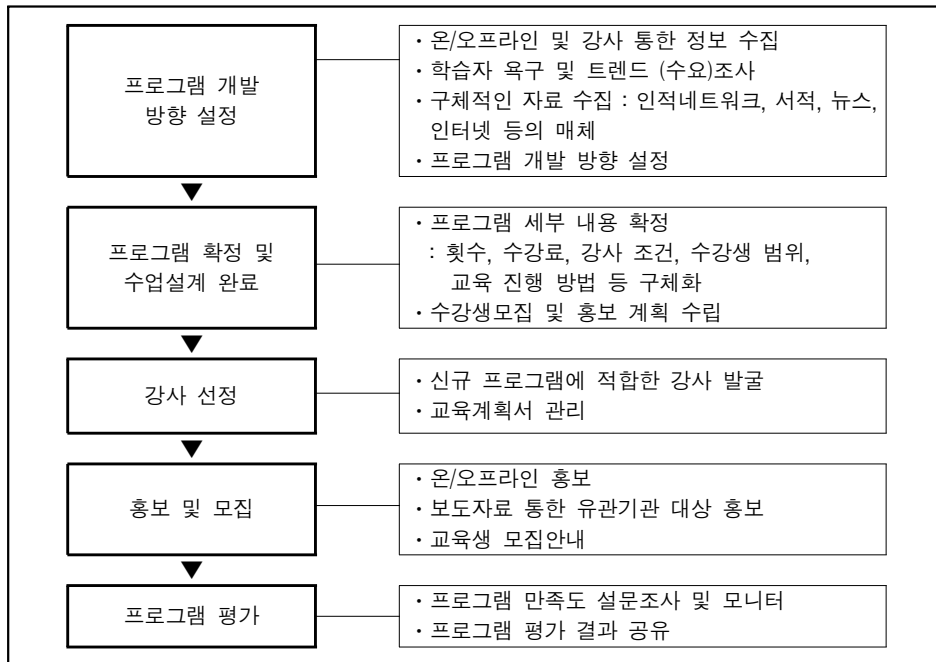 프로그램 개발
방향 설정
• 온/오프라인 및 강사 통한 정보 수집
• 학습자 욕구 및 트렌드 (수요)조사
• 구체적인 자료 수집 : 인적네트워크, 서적, 뉴스,
인터넷 등의 매체
• 프로그램 개발 방향 설정
프로그램 확정 및
수업설계 완료
• 프로그램 세부 내용 확정
: 횟수, 수강료, 강사 조건, 수강생 범위,
교육 진행 방법 등 구체화
• 수강생모집 및 홍보 계획 수립
강사 선정
• 신규 프로그램에 적합한 강사 발굴
• 교육계획서 관리
홍보 및 모집
• 온/오프라인 홍보
• 보도자료 통한 유관기관 대상 홍보
• 교육생 모집안내
프로그램 평가
• 프로그램 만족도 설문조사 및 모니터
• 프로그램 평가 결과 공유